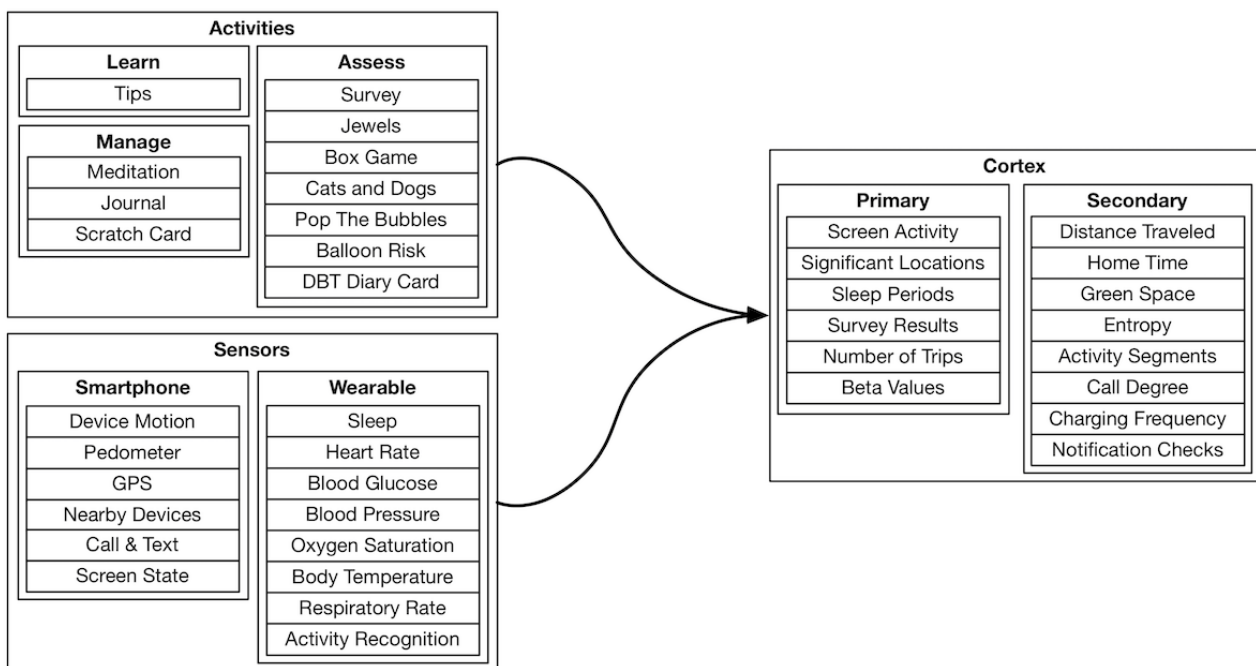 Activities
Learn
Tips
Manage
Meditation
Journal
Scratch Card
Assess
Survey
Jewels
Box Game
Cats and Dogs
Pop The Bubbles
Balloon Risk
DBT Diary Card
Sensors
Smartphone
Device Motion
Pedometer
GPS
Nearby Devices
Call & Text
Screen State
Wearable
Sleep
Heart Rate
Blood Glucose
Blood Pressure
Oxygen Saturation
Body Temperature
Respiratory Rate
Activity Recognition
Cortex
Primary
Screen Activity
Significant Locations
Sleep Periods
Survey Results
Number of Trips
Beta Values
Secondary
Distance Traveled
Home Time
Green Space
Entropy
Activity Segments
Call Degree
Charging Frequency
Notification Checks